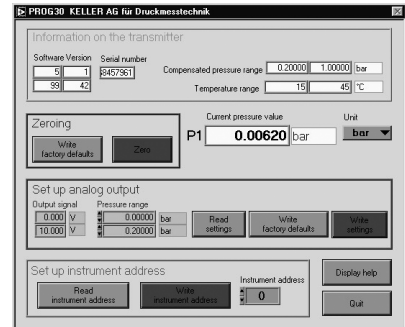 PROG30 KELLER AG für Druckmesstechnik
Information on the transmitter
Software Version Serial number
5 1 38457961
99 42
Compensated pressure range 0.20000 1.00000 bar
Temperature range 15 45 °C
Zeroing
Write factory defaults
Zero
Current pressure value
P1 0.00620 bar
Unit
bar
Set up analog output
Output signal Pressure range
0.000 V 0.00000 bar
10.000 V 0.20000 bar
Read settings
Write factory defaults
Write settings
Set up instrument address
Read instrument address
Write instrument address
Instrument address
0
Display help
Quit